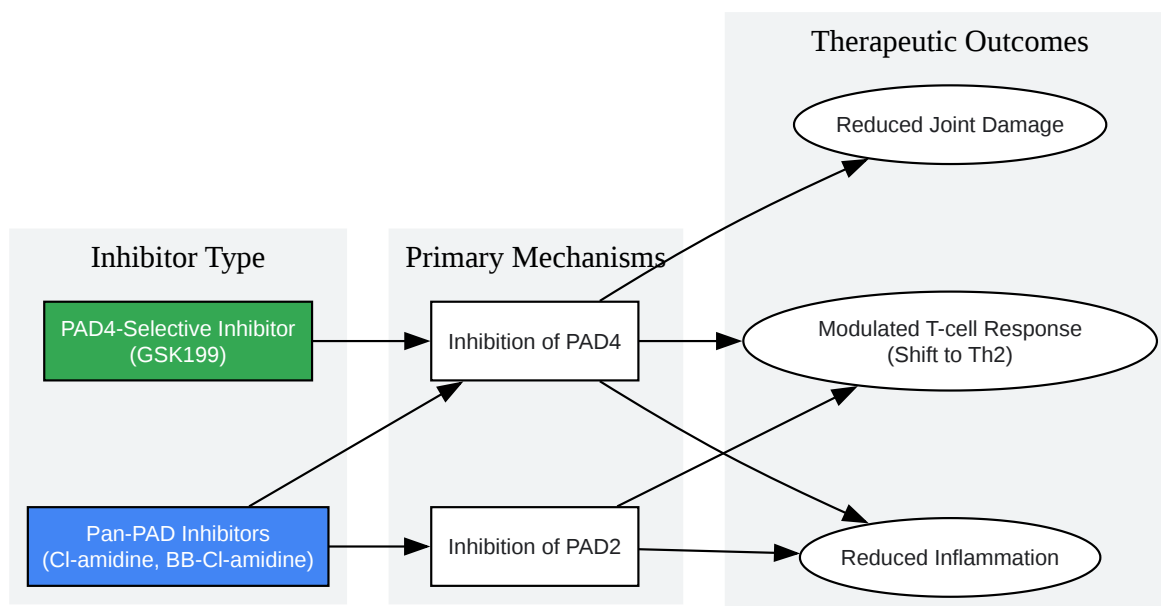 Therapeutic Outcomes
Reduced Joint Damage
Inhibitor Type
Primary Mechanisms
PAD4-Selective Inhibitor
(GSK199)
Inhibition of PAD4
Modulated T-cell Response
(Shift to Th2)
Pan-PAD Inhibitors
(Cl-amidine, BB-Cl-amidine)
Inhibition of PAD2
Reduced Inflammation